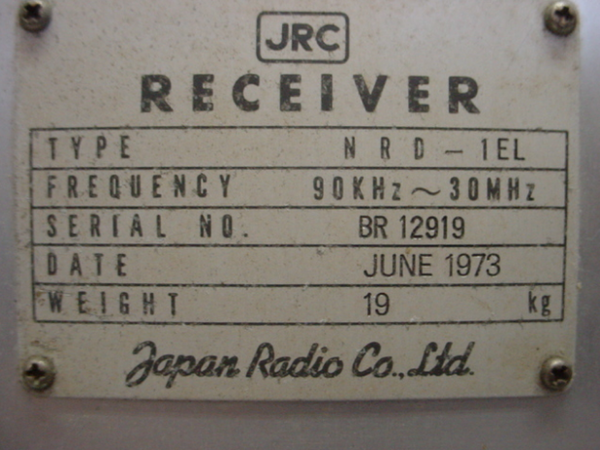 JRC
RECEIVER
TYPE NRD-1EL
FREQUENCY 90KHz~30MHz
SERIAL NO. BR 12919
DATE JUNE 1973
WEIGHT 19 kg
Japan Radio Co., Ltd.